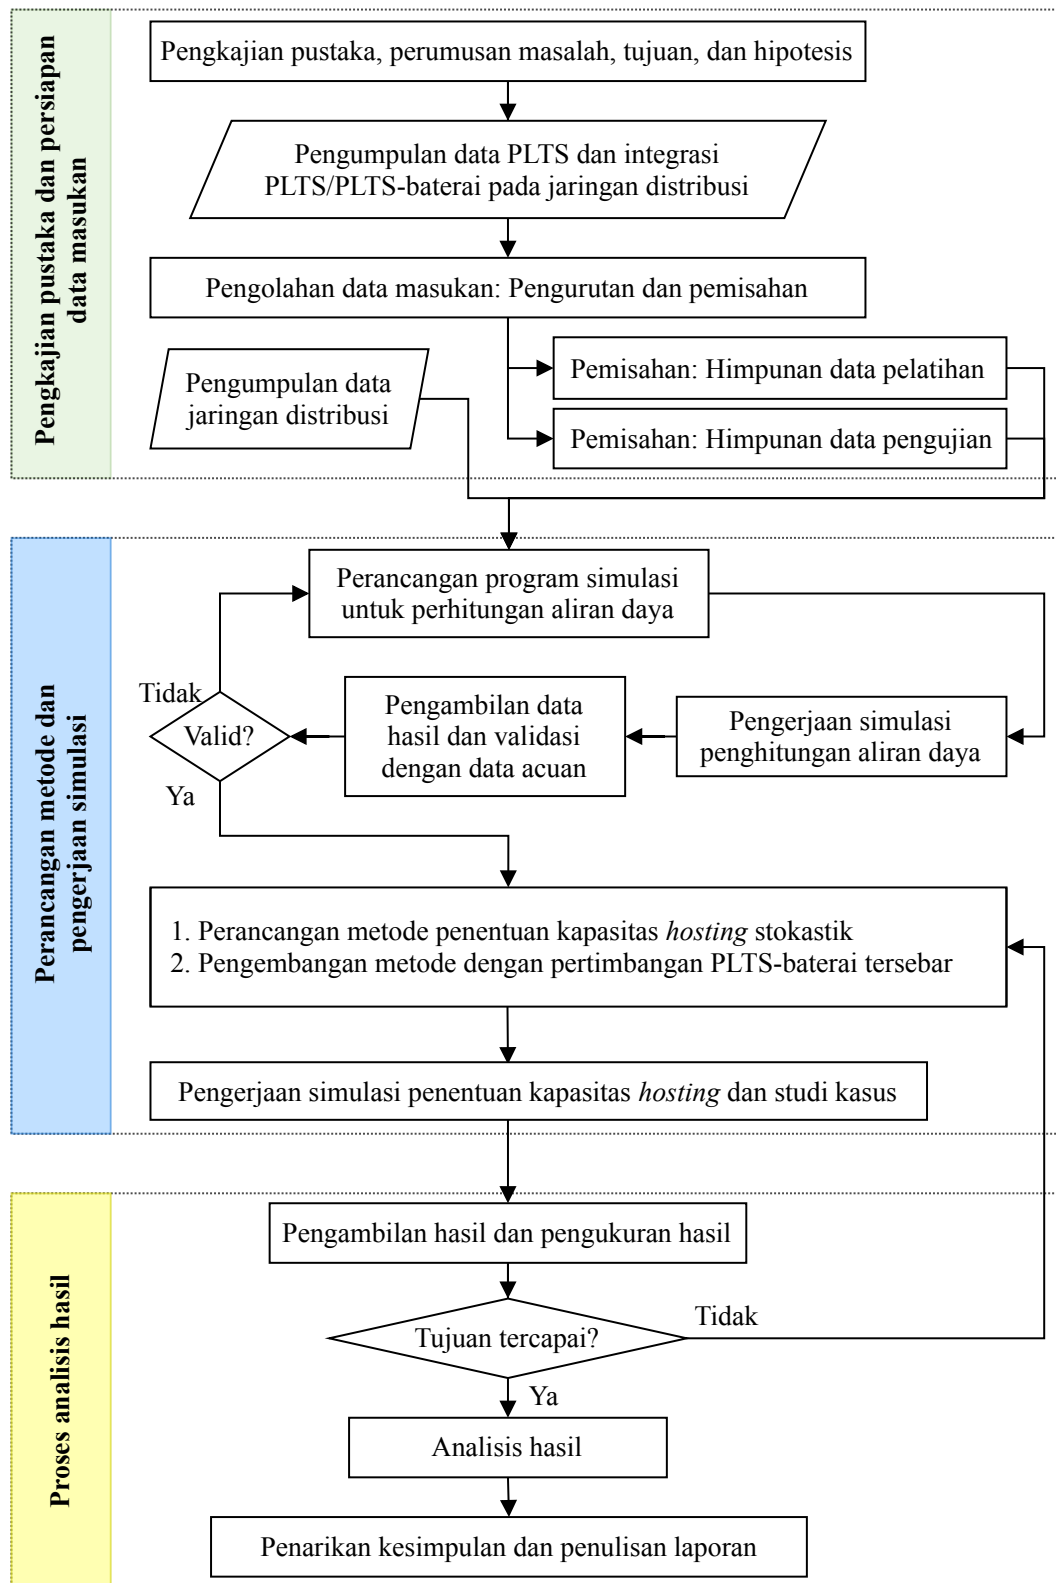 Pengkajian pustaka dan persiapan
data masukan
Pengkajian pustaka, perumusan masalah, tujuan, dan hipotesis
Pengumpulan data PLTS dan integrasi
PLTS/PLTS-baterai pada jaringan distribusi
Pengolahan data masukan: Pengurutan dan pemisahan
Pengumpulan data
jaringan distribusi
Pemisahan: Himpunan data pelatihan
Pemisahan: Himpunan data pengujian
Perancangan metode dan
pengerjaan simulasi
Perancangan program simulasi
untuk perhitungan aliran daya
Tidak
Valid?
Ya
Pengambilan data
hasil dan validasi
dengan data acuan
Pengerjaan simulasi
penghitungan aliran daya
1. Perancangan metode penentuan kapasitas hosting stokastik
2. Pengembangan metode dengan pertimbangan PLTS-baterai tersebar
Pengerjaan simulasi penentuan kapasitas hosting dan studi kasus
Proses analisis hasil
Pengambilan hasil dan pengukuran hasil
Tujuan tercapai?
Tidak
Ya
Analisis hasil
Penarikan kesimpulan dan penulisan laporan